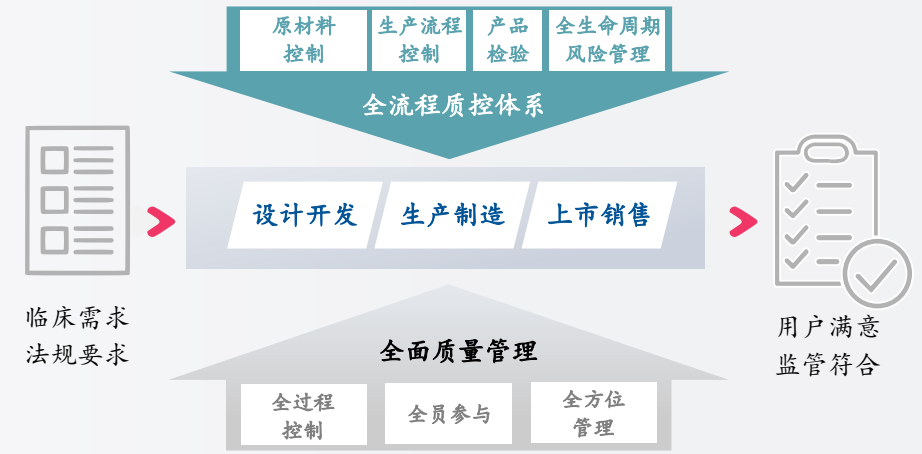 原材料
控制
生产流程
控制
产品
检验
全生命周期
风险管理
全流程质控体系
设计开发
生产制造
上市销售
临床需求
法规要求
用户满意
监管符合
全面质量管理
全过程
控制
全员参与
全方位
管理